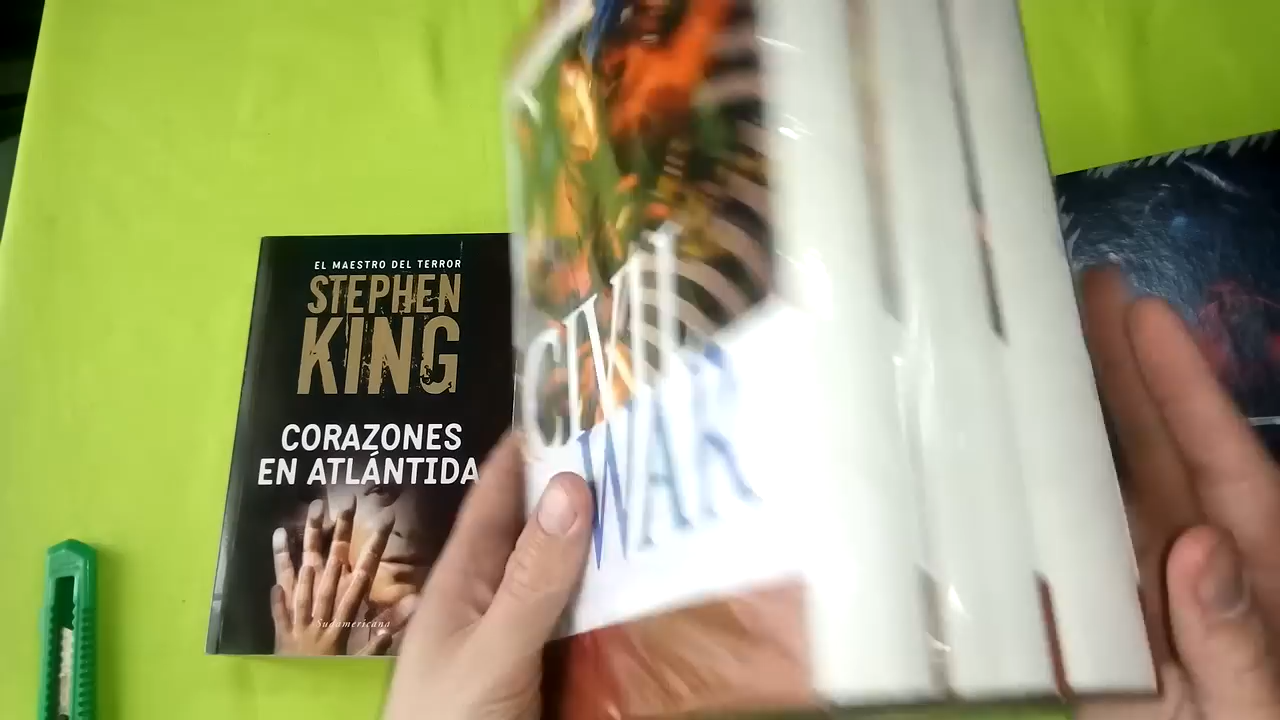 EL MAESTRO DEL TERROR
STEPHEN
KING
CORAZONES
EN ATLÁNTIDA
Sudamericana
CIVIL
WAR